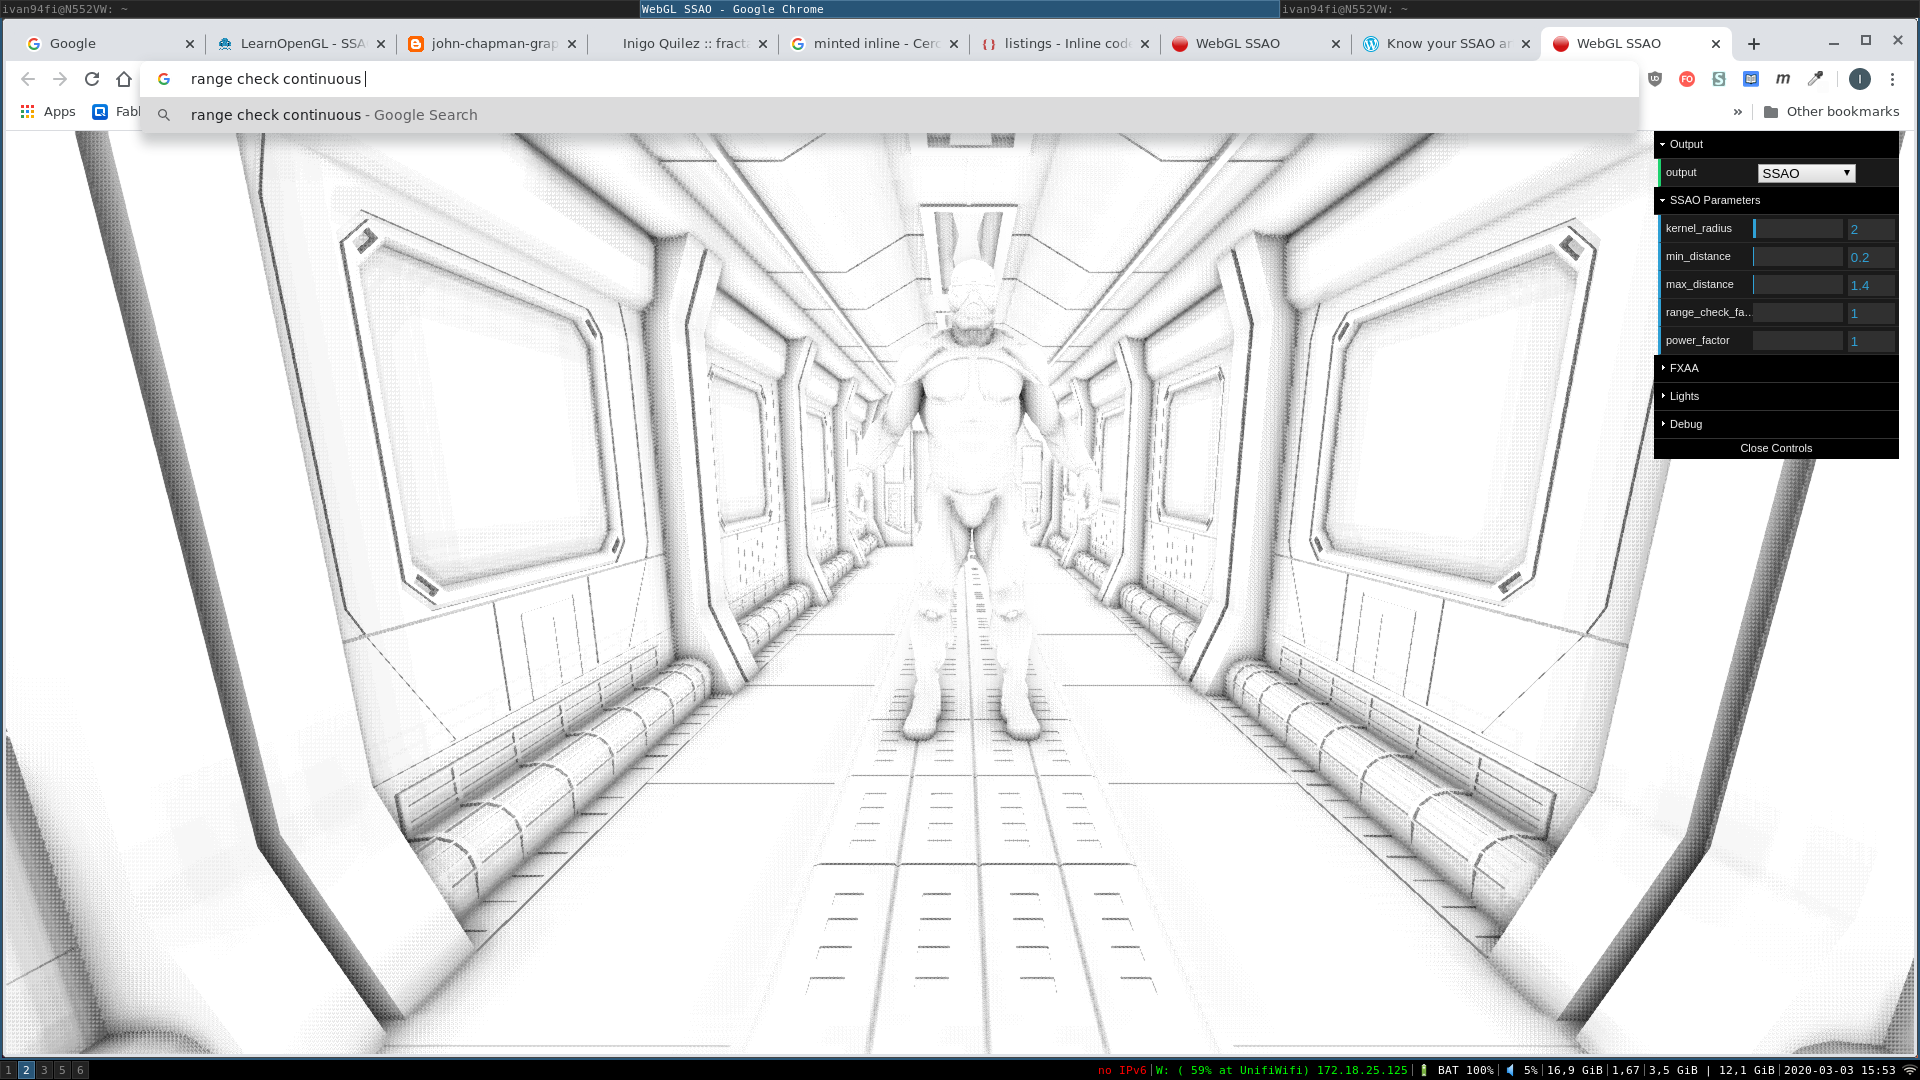 ivan94fi@N552VW: ~ WebGL SSAO - Google Chrome ivan94fi@N552VW: ~
Google LearnOpenGL - SSA john-chapman-grap Inigo Quilez :: fracta minted inline - Cerc listings - Inline code WebGL SSAO Know your SSAO ar WebGL SSAO
range check continuous
Apps Fabl Other bookmarks
range check continuous - Google Search
Output
output SSAO
SSAO Parameters
kernel_radius 2
min_distance 0.2
max_distance 1.4
range_check_fa... 1
power_factor 1
FXAA
Lights
Debug
Close Controls
1 2 3 5 6 no IPv6 W: ( 59% at UnifiWifi) 172.18.25.125 BAT 100% 5% 16,9 GiB 1,67 3,5 GiB | 12,1 GiB 2020-03-03 15:53